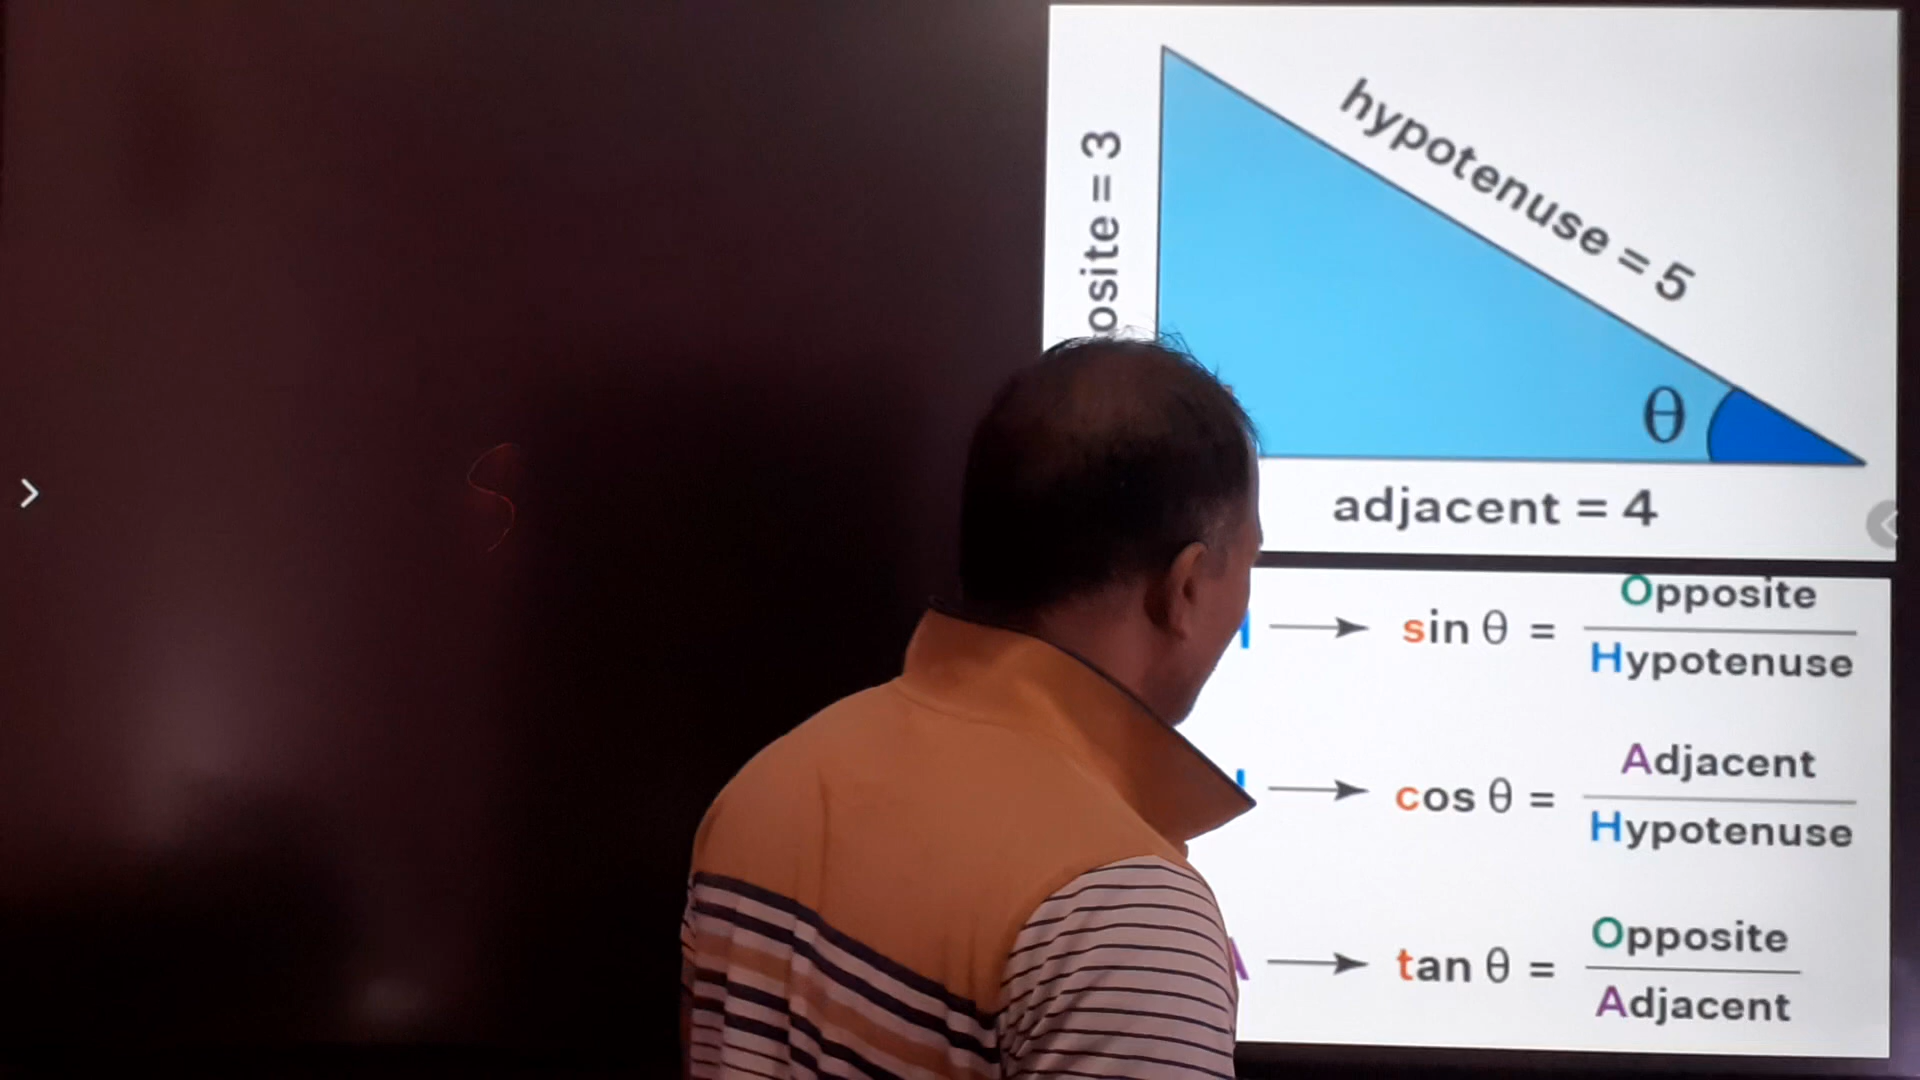 S
osite = 3
hypotenuse = 5
θ
adjacent = 4
H → sin θ = Opposite
Hypotenuse
→ cos θ = Adjacent
Hypotenuse
A → tan θ = Opposite
Adjacent